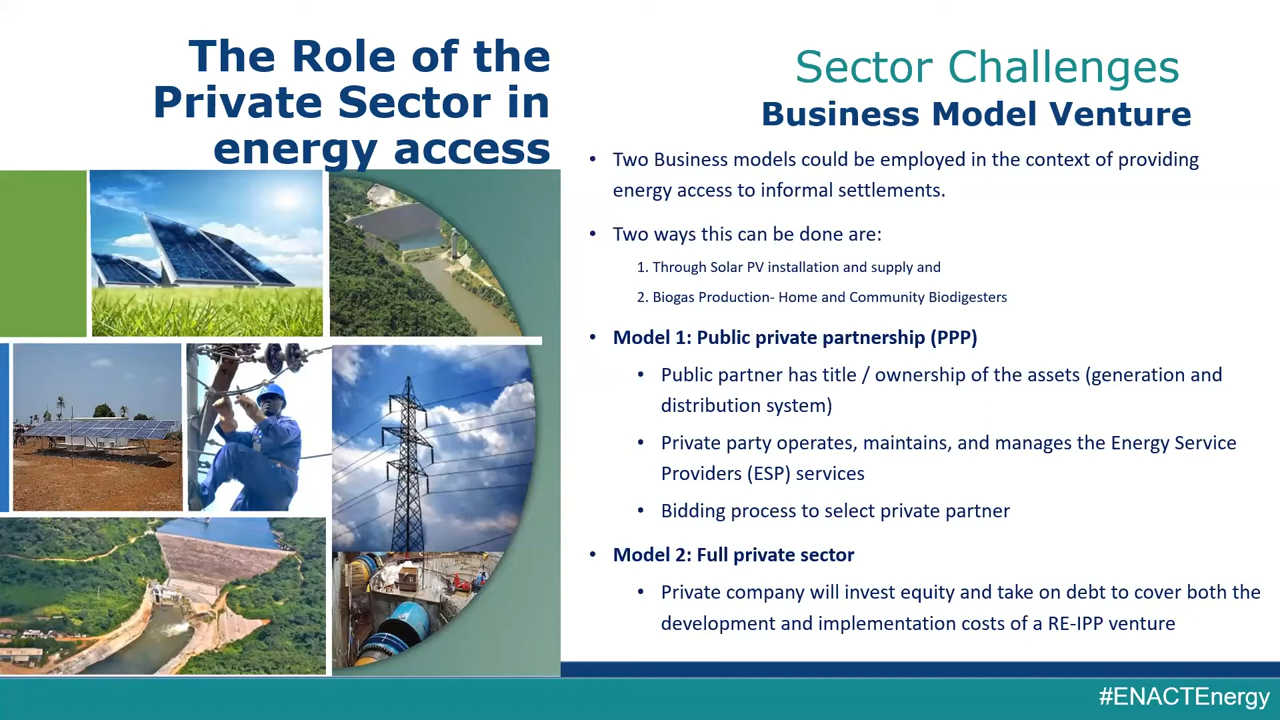 The Role of the
Private Sector in
energy access
Sector Challenges
Business Model Venture
• Two Business models could be employed in the context of providing
energy access to informal settlements.
• Two ways this can be done are:
1. Through Solar PV installation and supply and
2. Biogas Production- Home and Community Biodigesters
• Model 1: Public private partnership (PPP)
• Public partner has title / ownership of the assets (generation and
distribution system)
• Private party operates, maintains, and manages the Energy Service
Providers (ESP) services
• Bidding process to select private partner
• Model 2: Full private sector
• Private company will invest equity and take on debt to cover both the
development and implementation costs of a RE-IPP venture
#ENACTEnergy